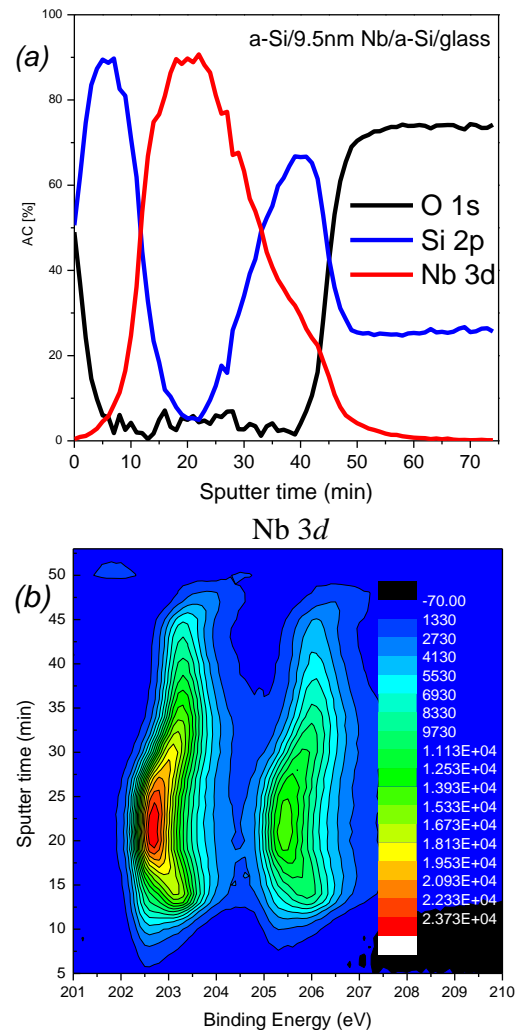 (a)
a-Si/9.5nm Nb/a-Si/glass
AC [%]
100
80
60
40
20
0
O 1s
Si 2p
Nb 3d
0 10 20 30 40 50 60 70
Sputter time (min)
Nb 3d
(b)
Sputter time (min)
50
45
40
35
30
25
20
15
10
5
-70.00
1330
2730
4130
5530
6930
8330
9730
1.113E+04
1.253E+04
1.393E+04
1.533E+04
1.673E+04
1.813E+04
1.953E+04
2.093E+04
2.233E+04
2.373E+04
201 202 203 204 205 206 207 208 209 210
Binding Energy (eV)